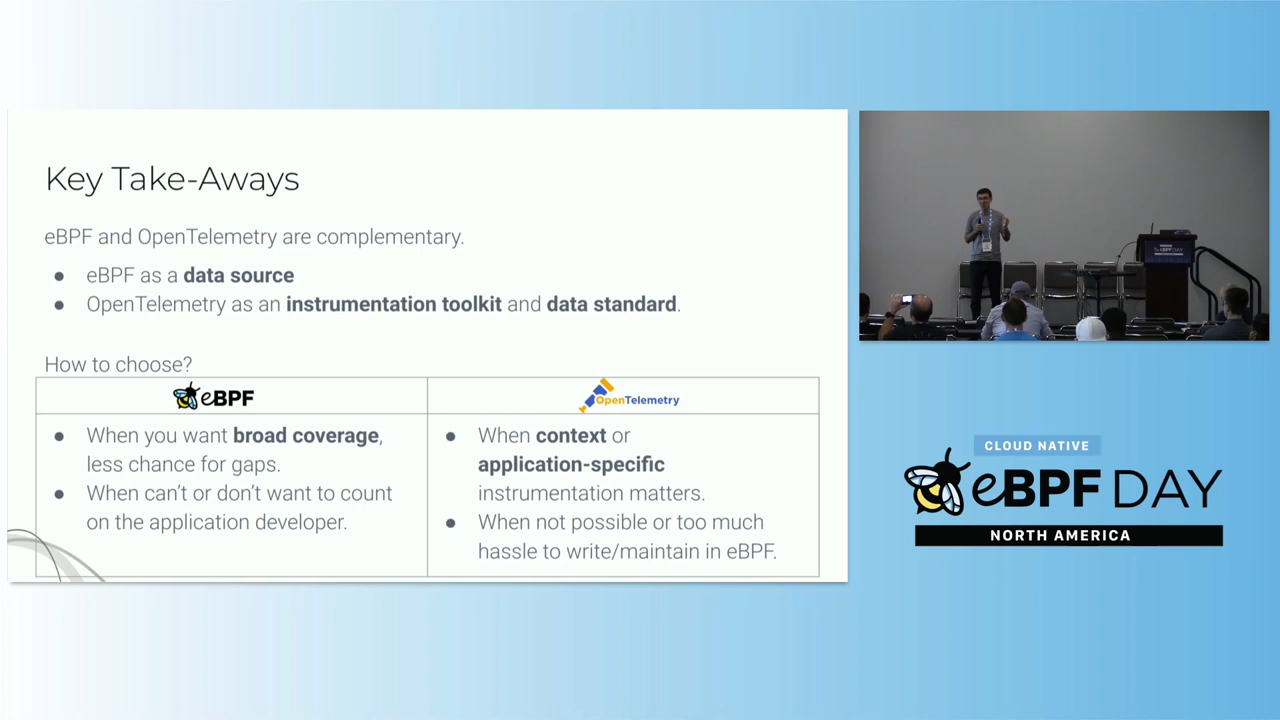 Key Take-Aways
eBPF and OpenTelemetry are complementary.
● eBPF as a data source
● OpenTelemetry as an instrumentation toolkit and data standard.
How to choose?
eBPF
● When you want broad coverage,
less chance for gaps.
● When can't or don't want to count
on the application developer.
OpenTelemetry
● When context or
application-specific
instrumentation matters.
● When not possible or too much
hassle to write/maintain in eBPF.
eBPF DAY
CLOUD NATIVE
eBPF DAY
NORTH AMERICA